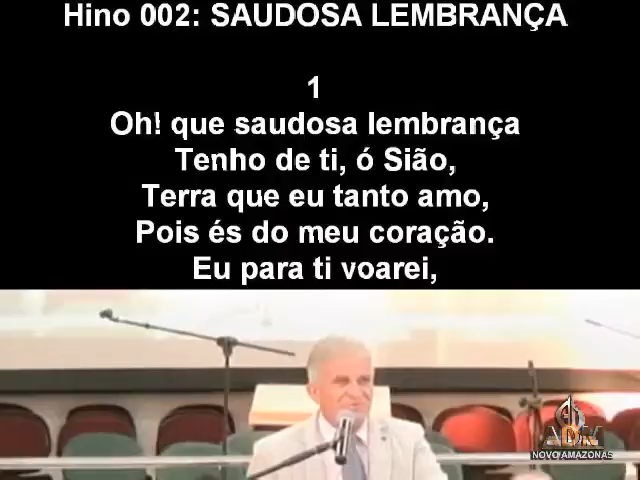 Hino 002: SAUDOSA LEMBRANÇA
1
Oh! que saudosa lembrança
Tenho de ti, ó Sião,
Terra que eu tanto amo,
Pois és do meu coração.
Eu para ti voarei,
ADM
NOVO AMAZONAS